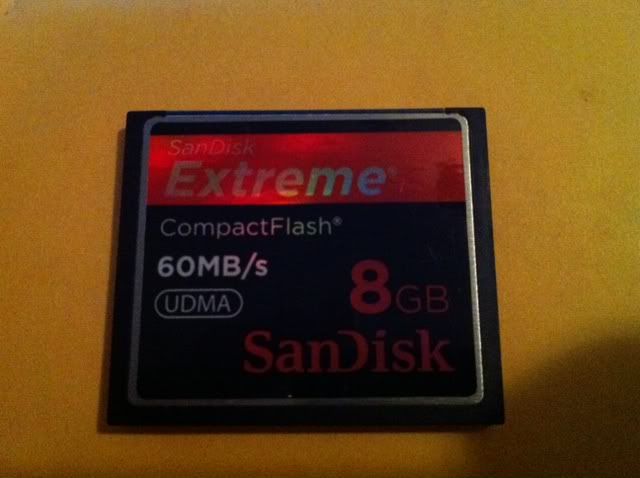 SanDisk
Extreme®
CompactFlash®
60MB/s
UDMA
8GB
SanDisk